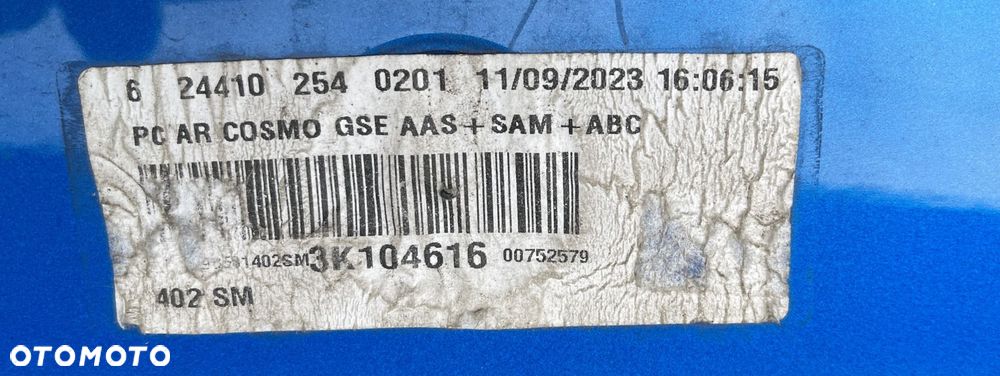 6 24410 254 0201 11/09/2023 16:06:15
PC AR COSMO GSE AAS + SAM + ABC
1402SM 3K104616 00752579
402 SM
OTOMOTO